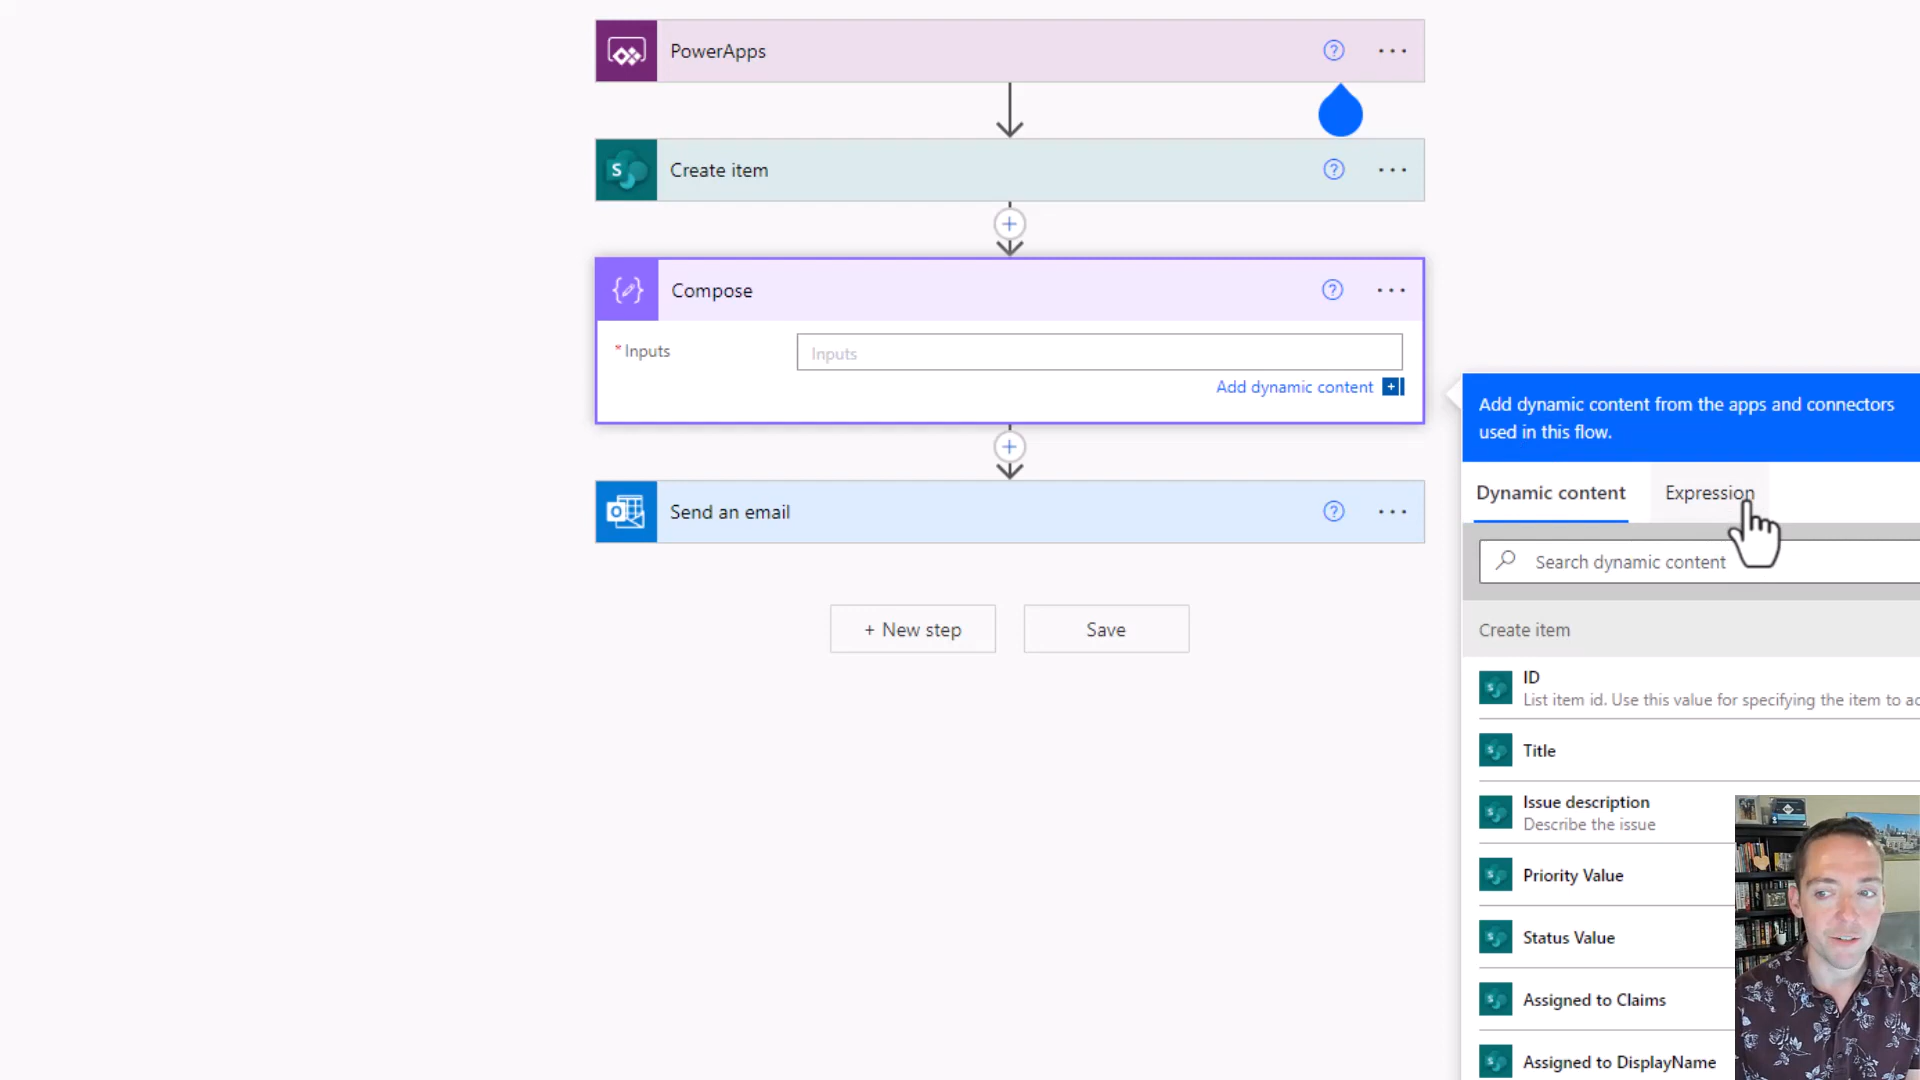 PowerApps
Create item
Compose
* Inputs
Inputs
Add dynamic content
Send an email
+ New step
Save
Add dynamic content from the apps and connectors
used in this flow.
Dynamic content
Expression
Search dynamic content
Create item
ID
List item id. Use this value for specifying the item to ac
Title
Issue description
Describe the issue
Priority Value
Status Value
Assigned to Claims
Assigned to DisplayName